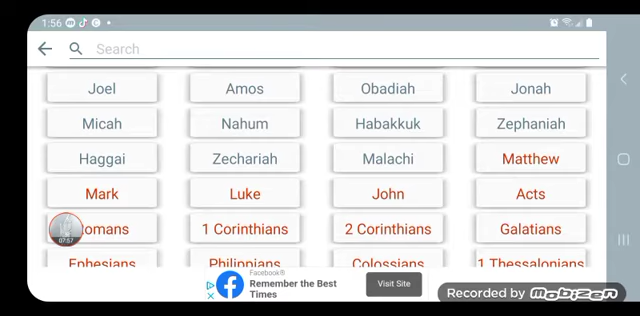 1:56
Search
Joel Amos Obadiah Jonah
Micah Nahum Habakkuk Zephaniah
Haggai Zechariah Malachi Matthew
Mark Luke John Acts
omans 1 Corinthians 2 Corinthians Galatians
07:57
Ephesians Philippians Colossians 1 Thessalonians
Facebook®
Remember the Best
Times
Visit Site
Recorded by Mobizen